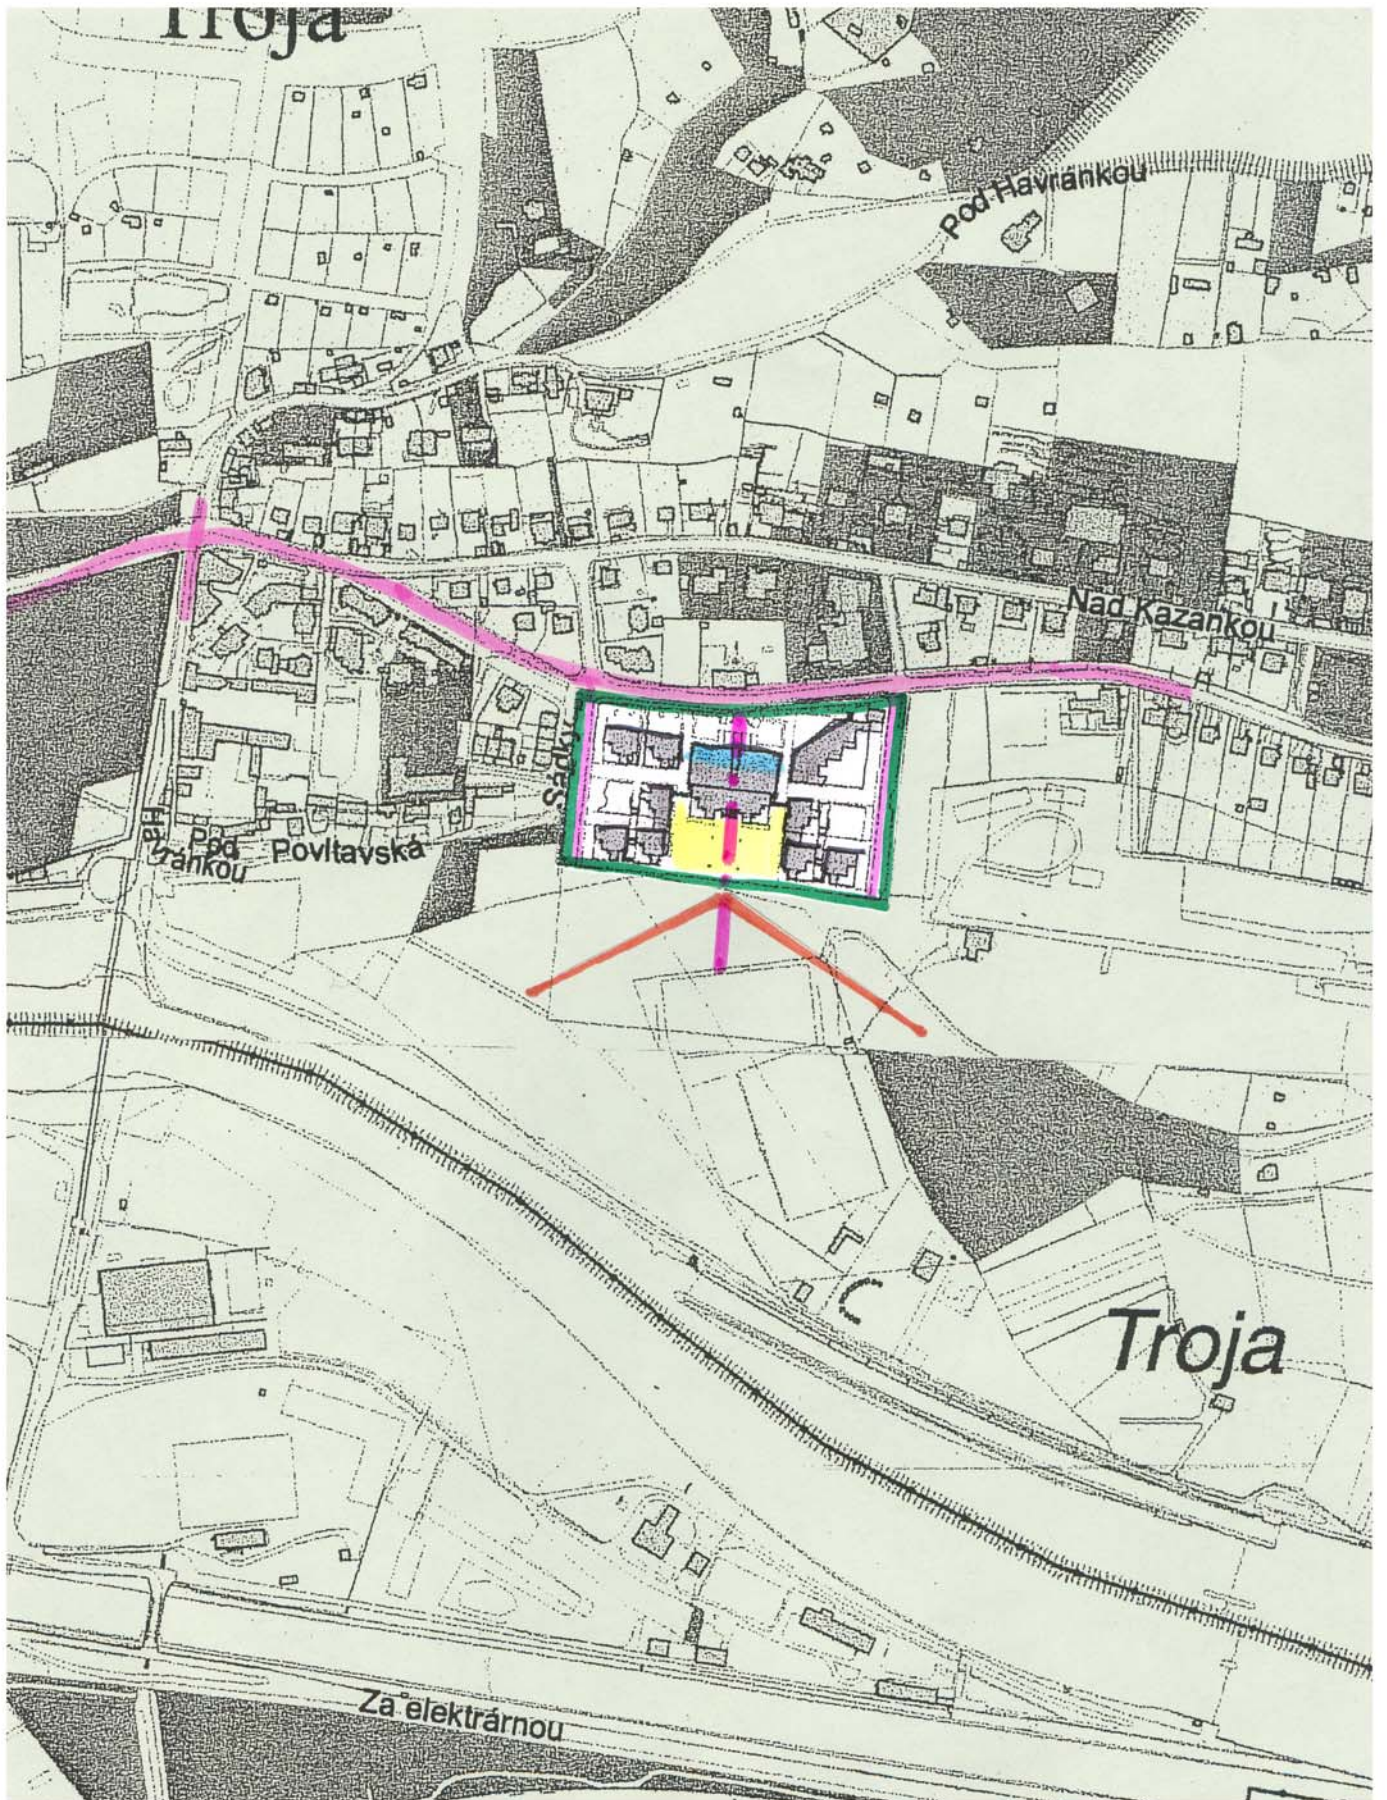 Troja
Pod Havránkou
Nad Kazankou
Pod
Havránkou
Povltavská
Troja
Za elektrárnou